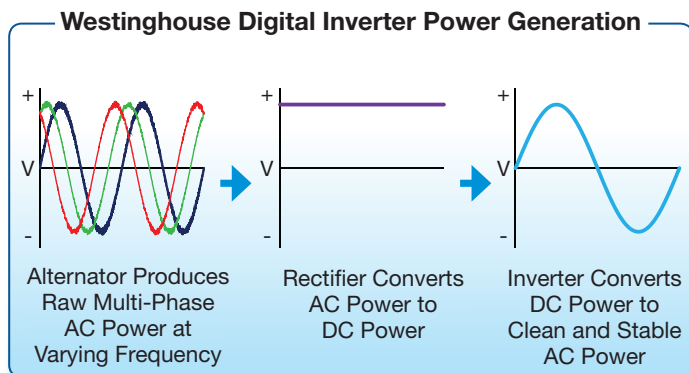 Westinghouse Digital Inverter Power Generation
+
V
-
+
V
-
+
V
-
Alternator Produces
Raw Multi-Phase
AC Power at
Varying Frequency
Rectifier Converts
AC Power to
DC Power
Inverter Converts
DC Power to
Clean and Stable
AC Power